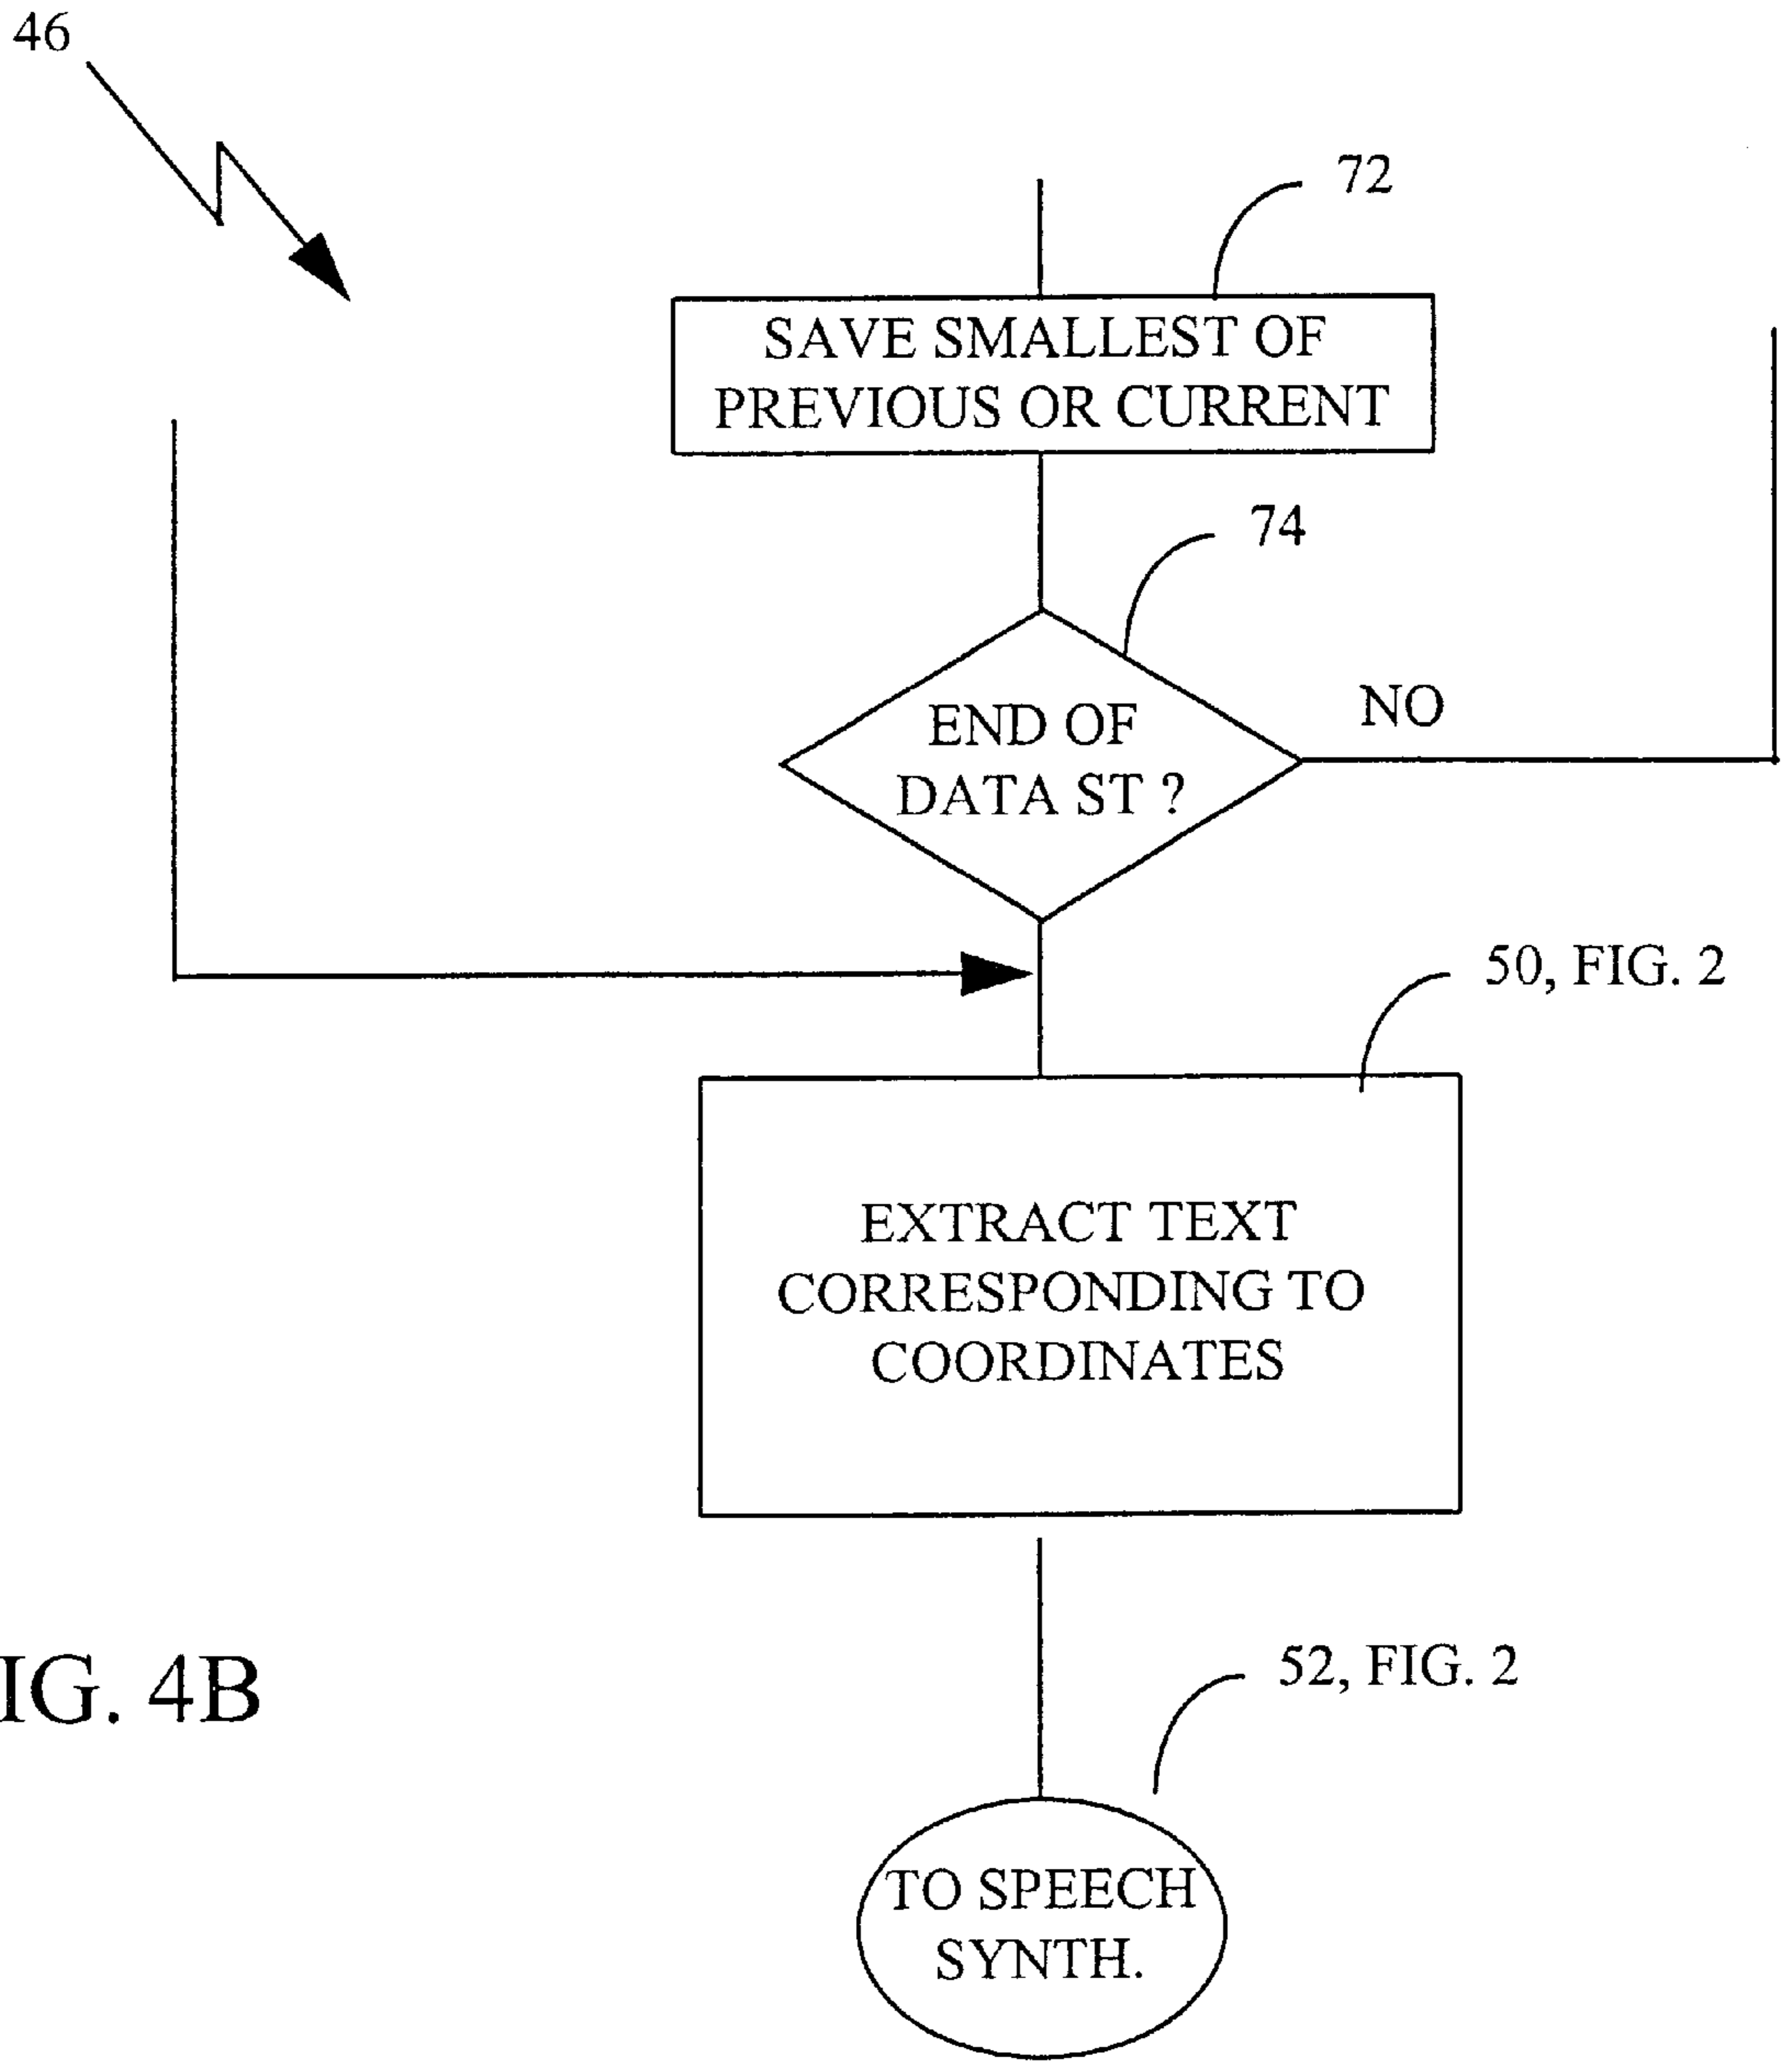 46
72
SAVE SMALLEST OF
PREVIOUS OR CURRENT
74
NO
END OF
DATA ST ?
50, FIG. 2
EXTRACT TEXT
CORRESPONDING TO
COORDINATES
52, FIG. 2
IG. 4B
TO SPEECH
SYNTH.